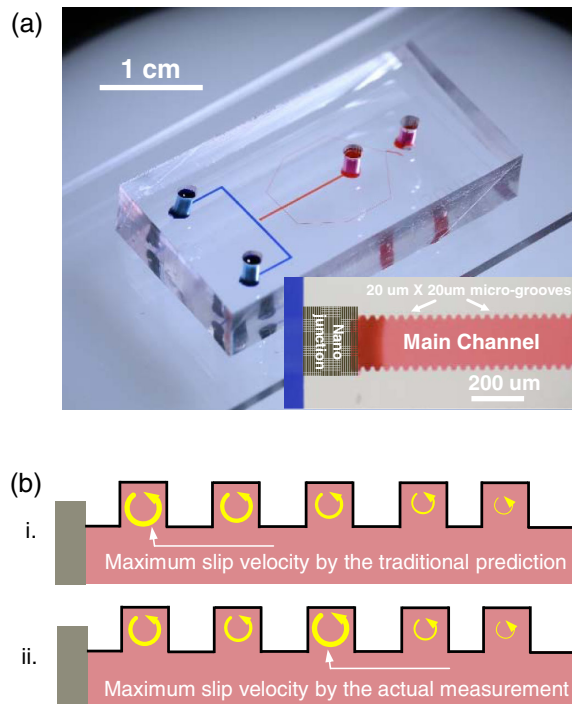 (a)
1 cm
20 um X 20um micro-grooves
Nano
junction
Main Channel
200 um
(b)
i.
Maximum slip velocity by the traditional prediction
ii.
Maximum slip velocity by the actual measurement